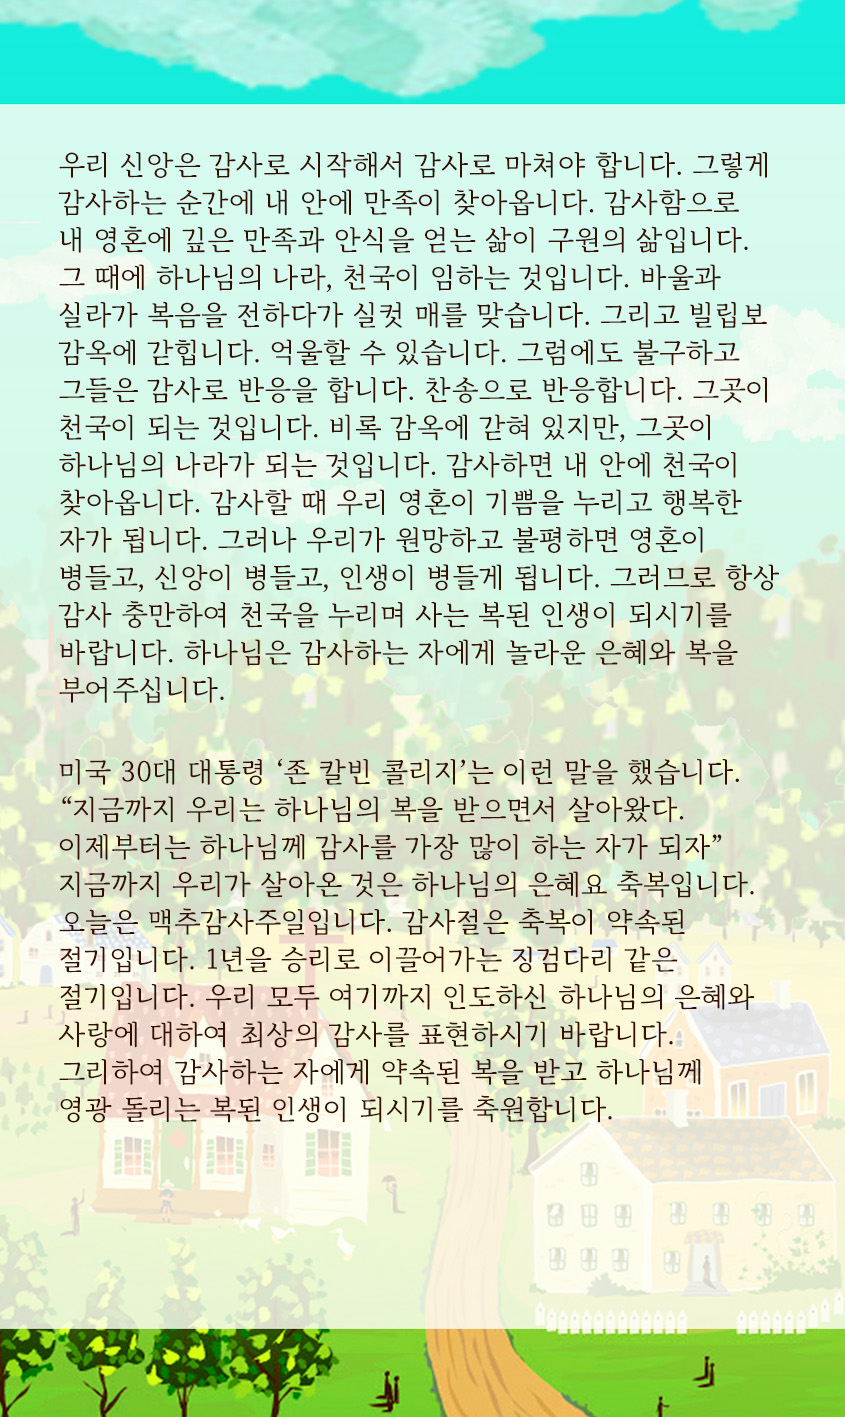 우리 신앙은 감사로 시작해서 감사로 마쳐야 합니다. 그렇게
감사하는 순간에 내 안에 만족이 찾아옵니다. 감사함으로
내 영혼에 깊은 만족과 안식을 얻는 삶이 구원의 삶입니다.
그 때에 하나님의 나라, 천국이 임하는 것입니다. 바울과
실라가 복음을 전하다가 실컷 매를 맞습니다. 그리고 빌립보
감옥에 갇힙니다. 억울할 수 있습니다. 그럼에도 불구하고
그들은 감사로 반응을 합니다. 찬송으로 반응합니다. 그곳이
천국이 되는 것입니다. 비록 감옥에 갇혀 있지만, 그곳이
하나님의 나라가 되는 것입니다. 감사하면 내 안에 천국이
찾아옵니다. 감사할 때 우리 영혼이 기쁨을 누리고 행복한
자가 됩니다. 그러나 우리가 원망하고 불평하면 영혼이
병들고, 신앙이 병들고, 인생이 병들게 됩니다. 그러므로 항상
감사 충만하여 천국을 누리며 사는 복된 인생이 되시기를
바랍니다. 하나님은 감사하는 자에게 놀라운 은혜와 복을
부어주십니다.
미국 30대 대통령 ‘존 칼빈 콜리지’는 이런 말을 했습니다.
“지금까지 우리는 하나님의 복을 받으면서 살아왔다.
이제부터는 하나님께 감사를 가장 많이 하는 자가 되자”
지금까지 우리가 살아온 것은 하나님의 은혜요 축복입니다.
오늘은 맥추감사주일입니다. 감사절은 축복이 약속된
절기입니다. 1년을 승리로 이끌어가는 징검다리 같은
절기입니다. 우리 모두 여기까지 인도하신 하나님의 은혜와
사랑에 대하여 최상의 감사를 표현하시기 바랍니다.
그리하여 감사하는 자에게 약속된 복을 받고 하나님께
영광 돌리는 복된 인생이 되시기를 축원합니다.